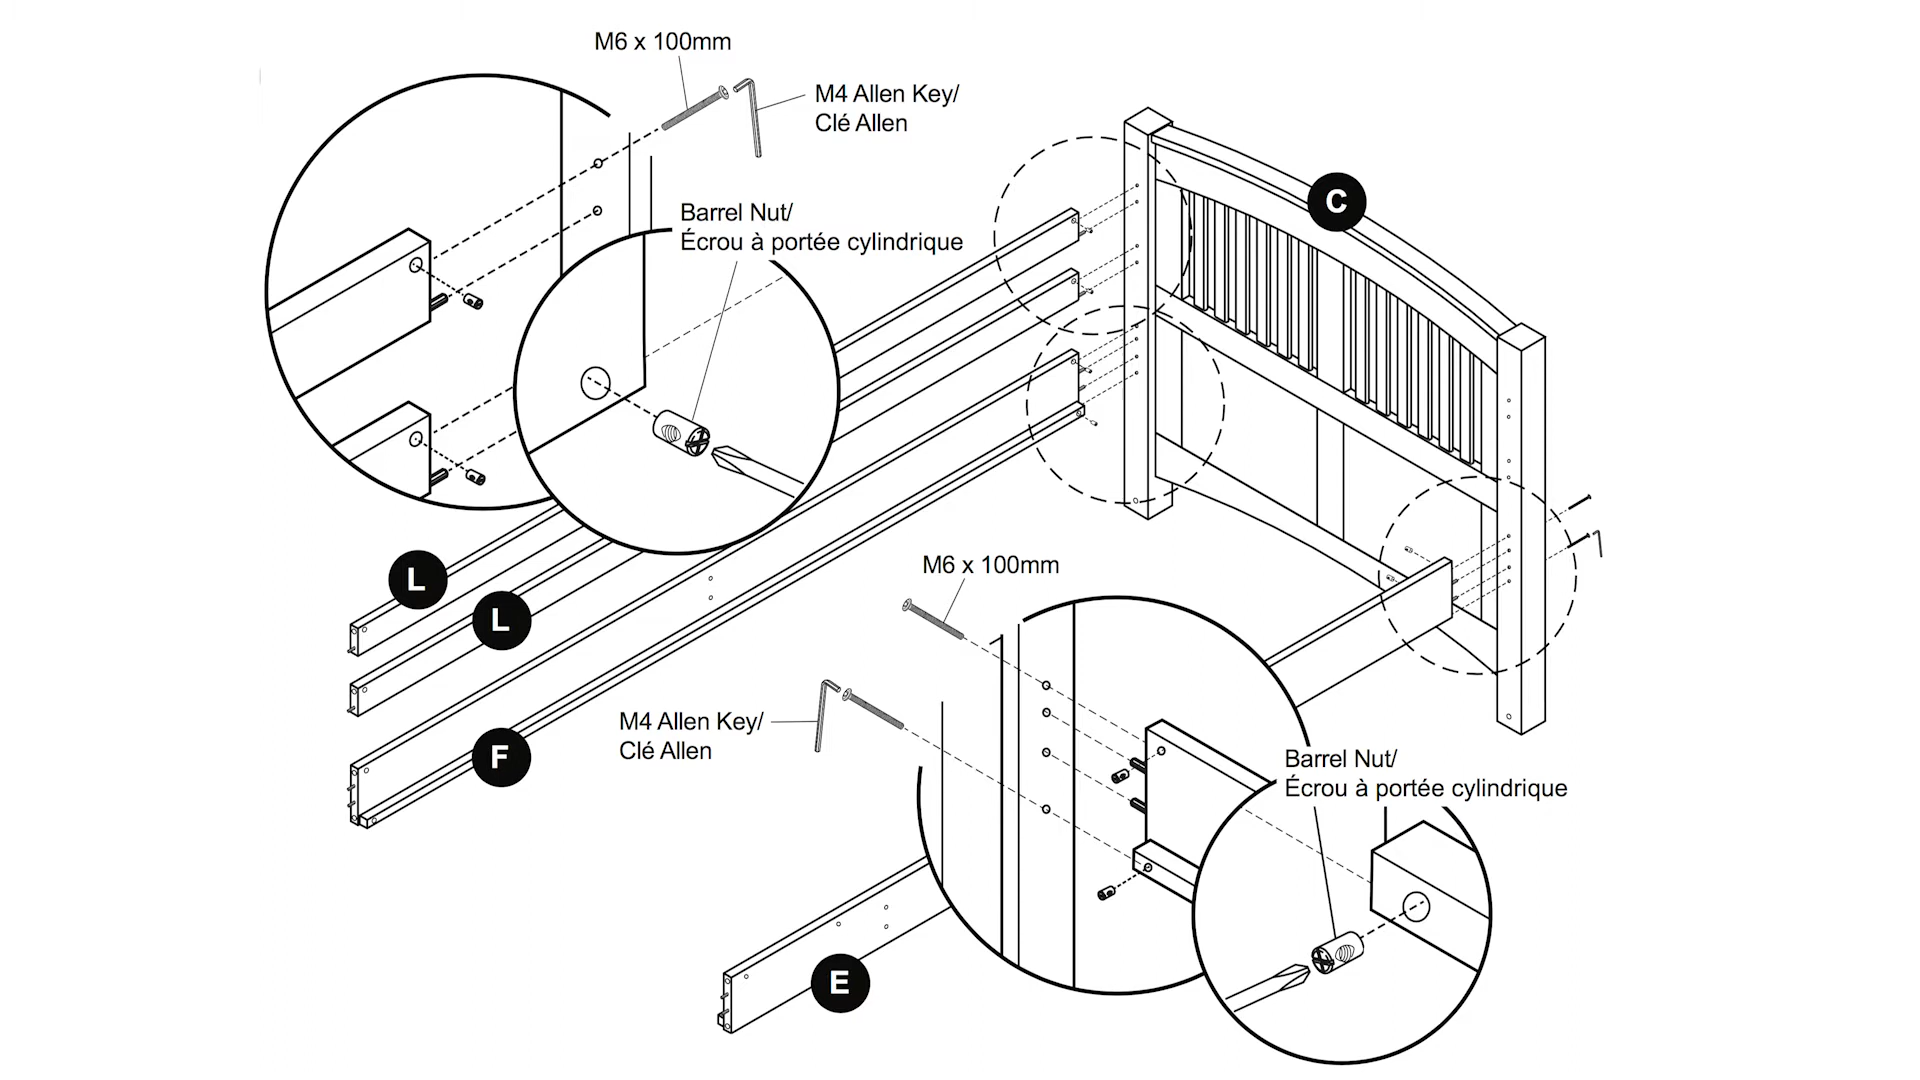 M6 x 100mm
M4 Allen Key/
Clé Allen
Barrel Nut/
Écrou à portée cylindrique
C
L
L
F
M6 x 100mm
M4 Allen Key/
Clé Allen
Barrel Nut/
Écrou à portée cylindrique
E